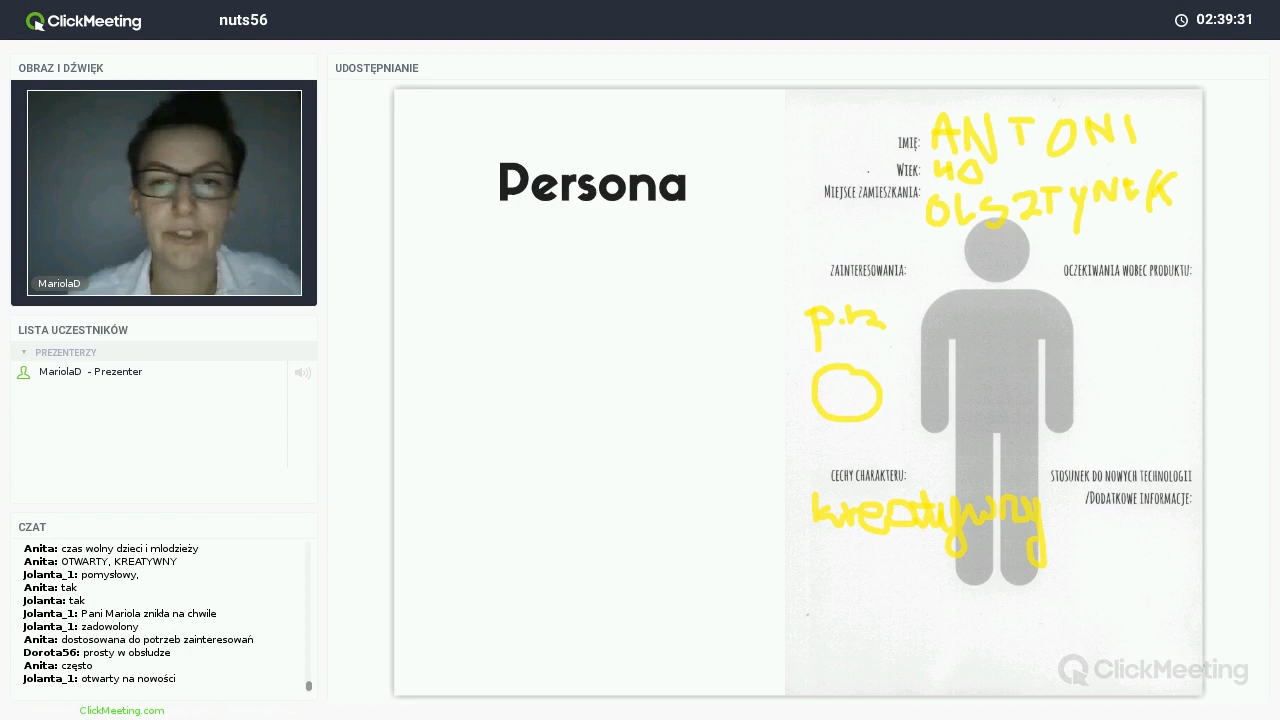 ClickMeeting
nuts56
02:39:31
OBRAZ I DŹWIĘK
MariolaD
LISTA UCZESTNIKÓW
PREZENTERZY
MariolaD - Prezenter
CZAT
Anita: czas wolny dzieci i mlodzieży
Anita: OTWARTY, KREATYWNY
Jolanta_1: pomysłowy,
Anita: tak
Jolanta: tak
Jolanta_1: Pani Mariola znikła na chwile
Jolanta_1: zadowolony
Anita: dostosowana do potrzeb zainteresowań
Dorota56: prosty w obsłudze
Anita: często
Jolanta_1: otwarty na nowości
ClickMeeting.com
UDOSTĘPNIANIE
Persona
IMIĘ: ANTONI
WIEK: 40
MIEJSCE ZAMIESZKANIA: OLSZTYNEK
ZAINTERESOWANIA:
OCZEKIWANIA WOBEC PRODUKTU:
CECHY CHARAKTERU:
kreatywny
STOSUNEK DO NOWYCH TECHNOLOGII
/DODATKOWE INFORMACJE:
ClickMeeting